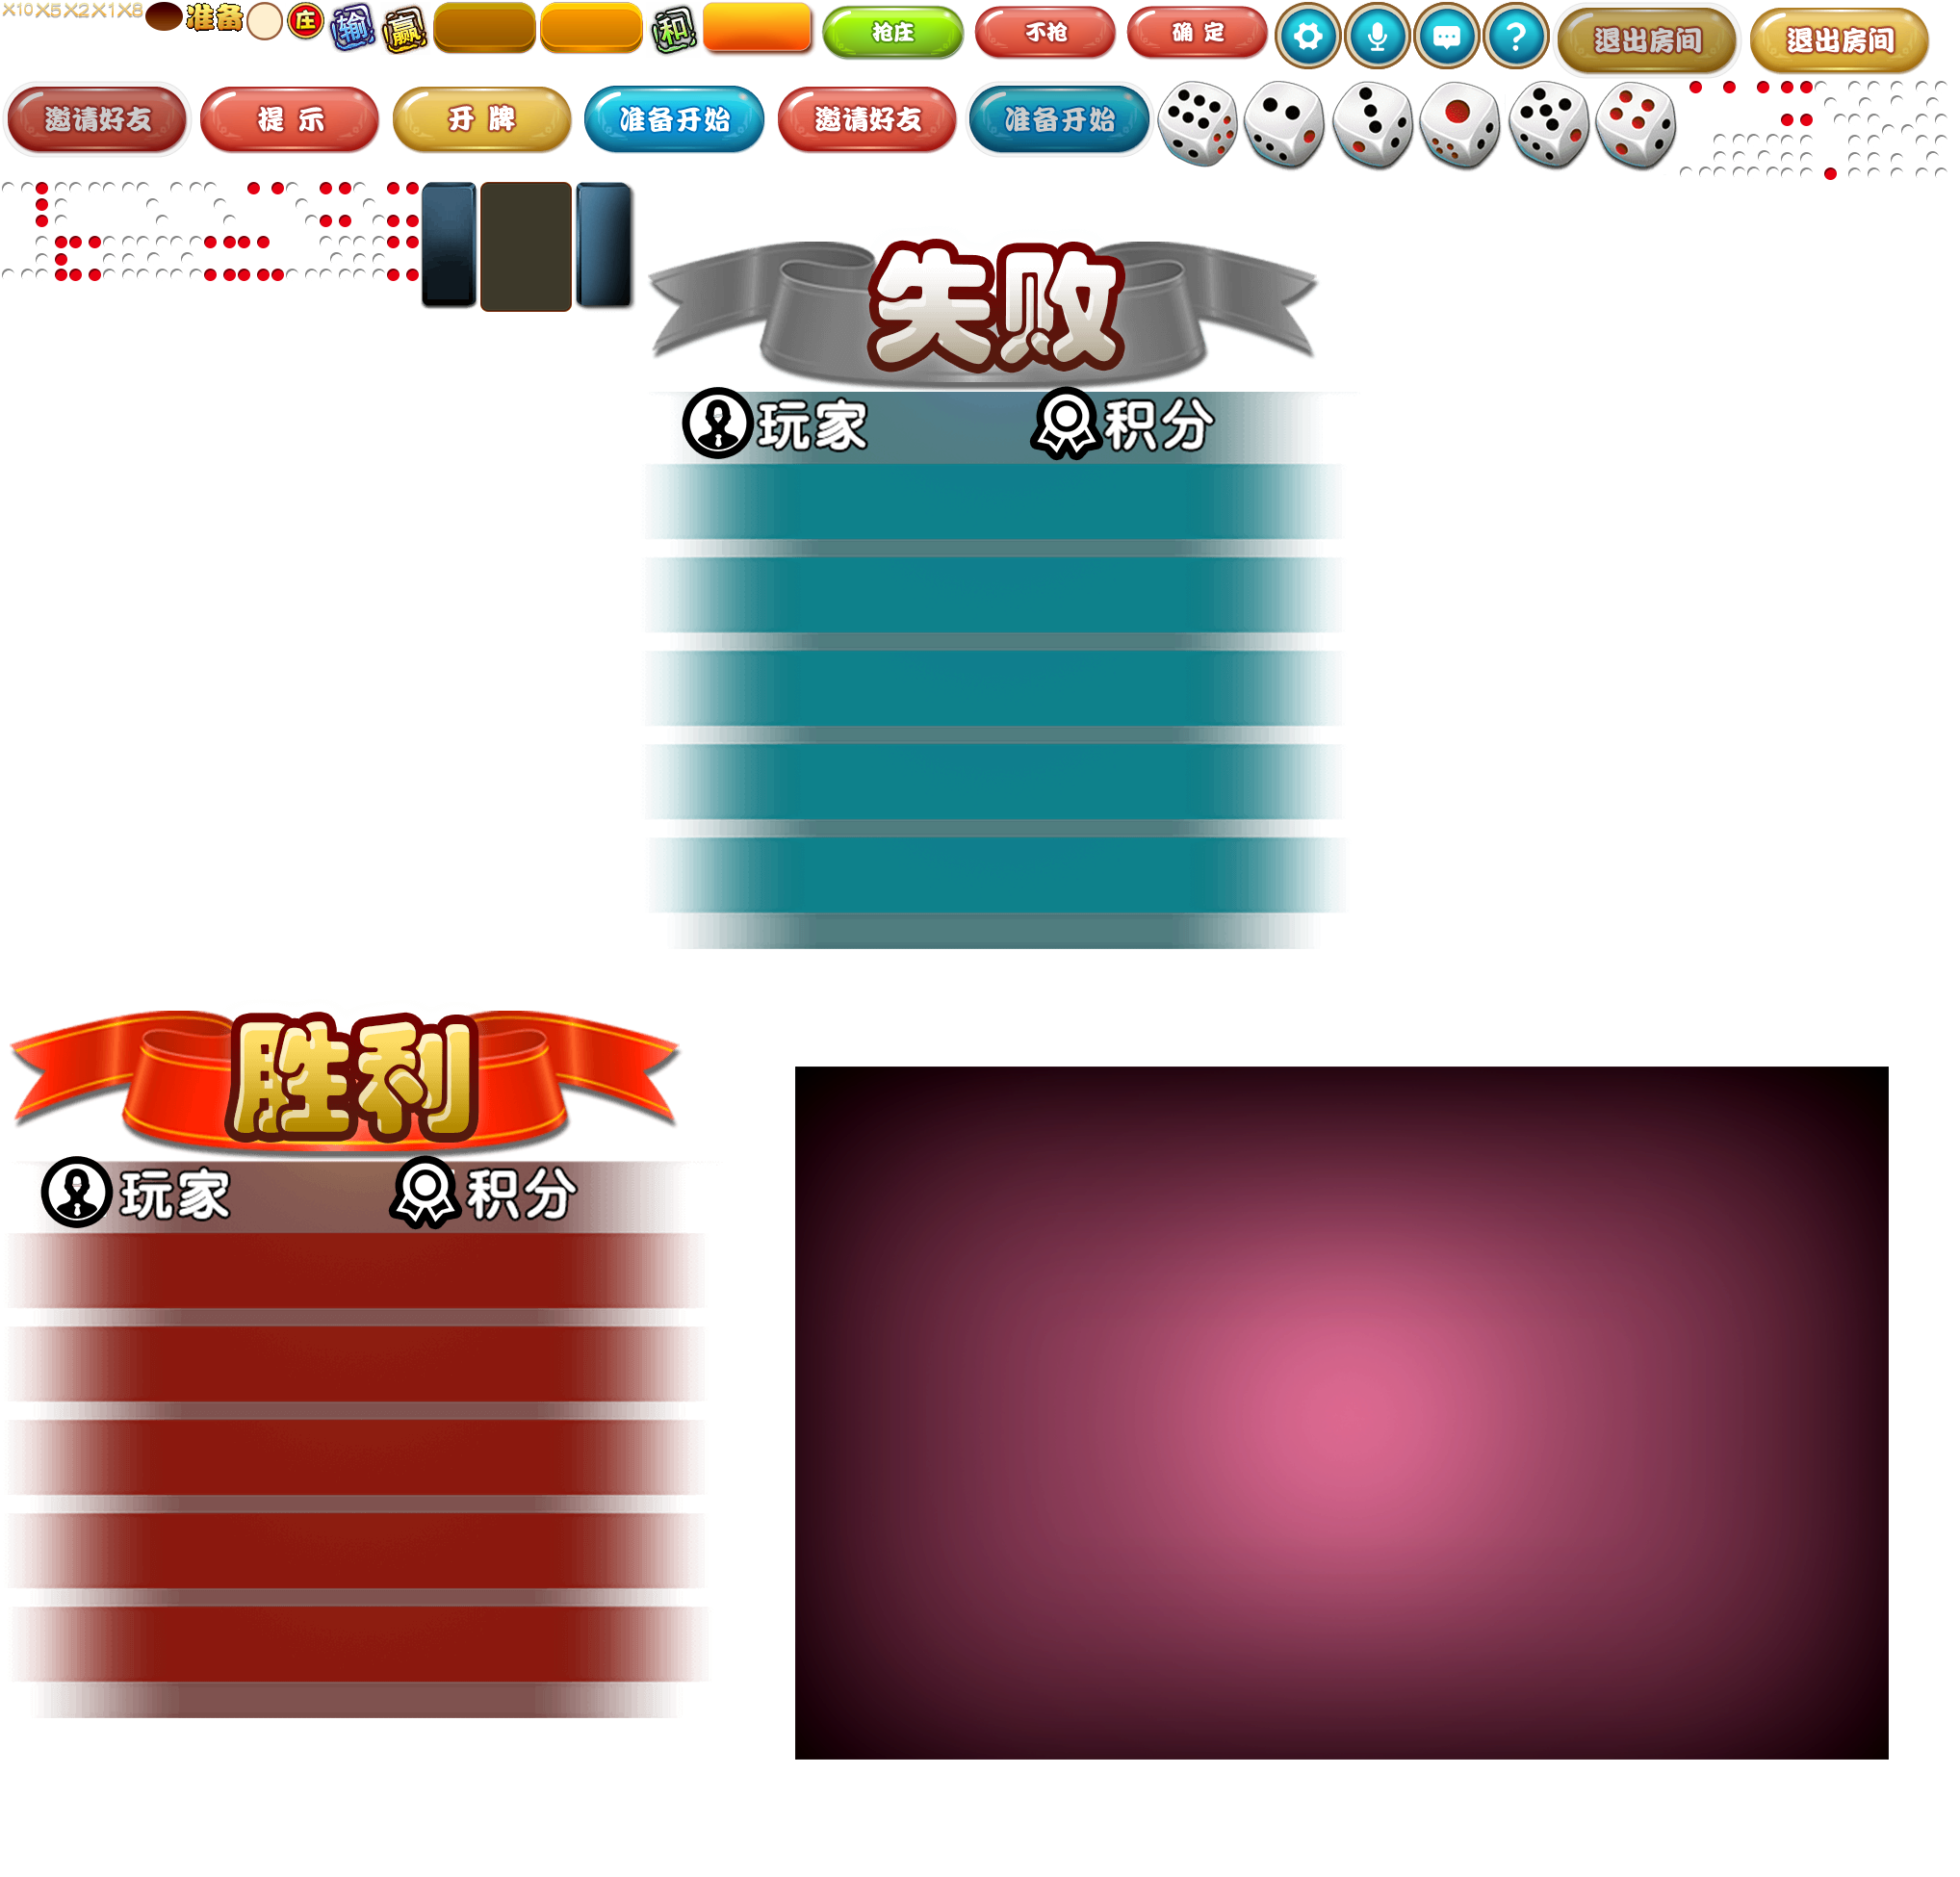 X10 X5 X2 X1 X8 准备 庄 输 赢 和 抢庄 不抢 确 定 ? 退出房间 退出房间
邀请好友 提 示 开 牌 准备开始 邀请好友 准备开始
失败
玩家 积分
胜利
玩家 积分